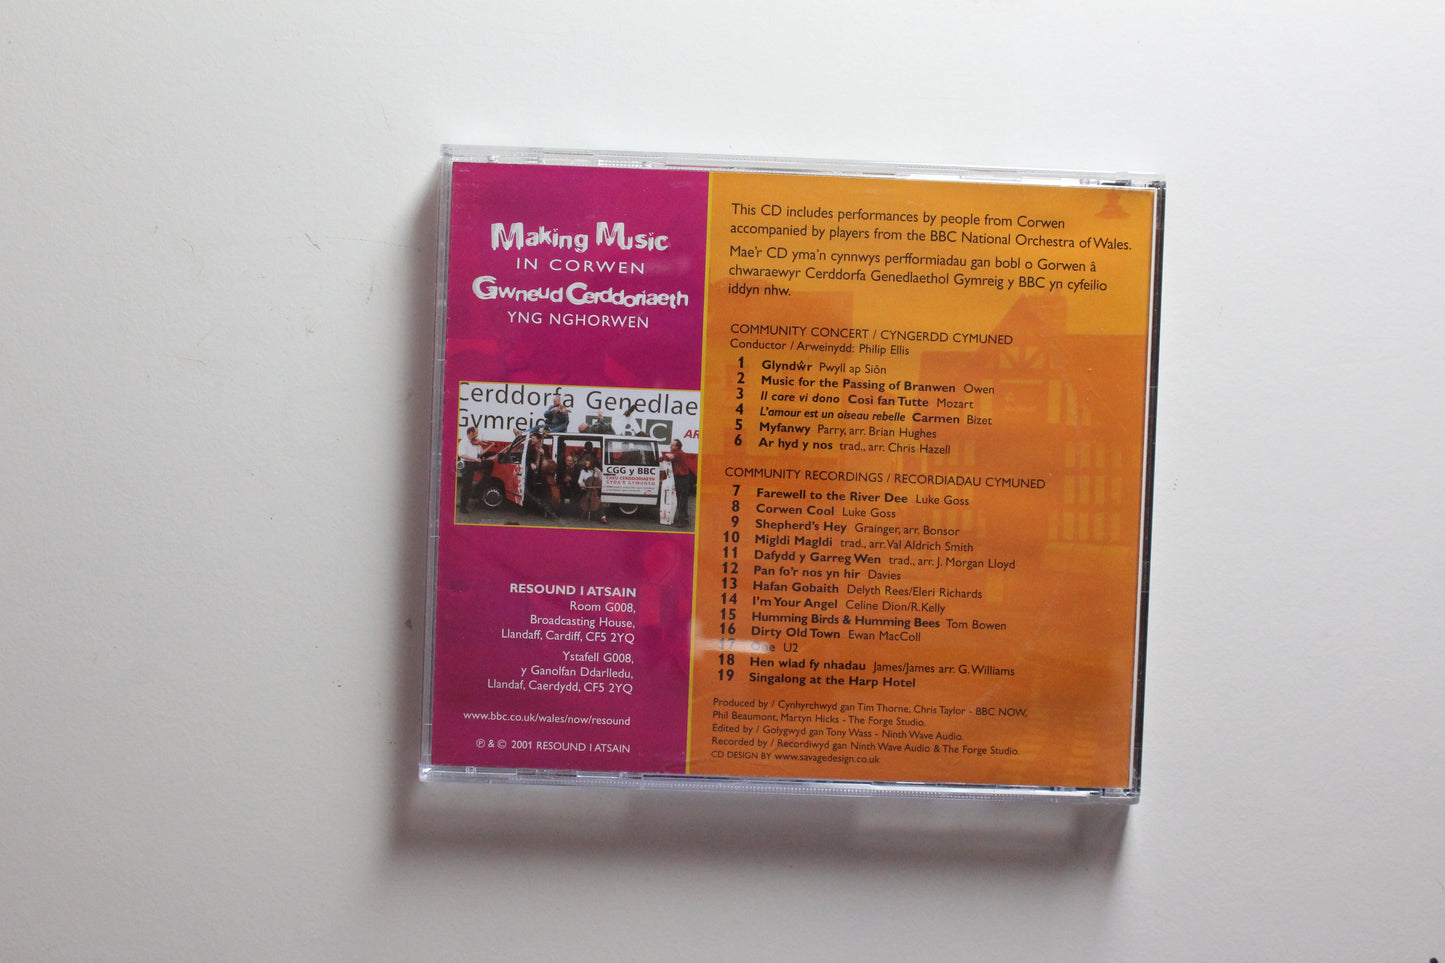 Making Music
IN CORWEN
Gwneud Cerddoriaeth
YNG NGHORWEN
Cerddorfa Genedlae
Gymreig
CGG y BBC
RESOUND I ATSAIN
Room G008,
Broadcasting House,
Llandaff, Cardiff, CF5 2YQ
Ystafell G008,
y Ganolfan Ddarlledu,
Llandaf, Caerdydd, CF5 2YQ
www.bbc.co.uk/wales/now/resound
℗ & © 2001 RESOUND I ATSAIN
This CD includes performances by people from Corwen
accompanied by players from the BBC National Orchestra of Wales.
Mae'r CD yma'n cynnwys perfformiadau gan bobl o Gorwen â
chwaraewyr Cerddorfa Genedlaethol Gymreig y BBC yn cyfeilio
iddyn nhw.
COMMUNITY CONCERT / CYNGERDD CYMUNED
Conductor / Arweinydd: Philip Ellis
1 Glyndŵr Pwyll ap Siôn
2 Music for the Passing of Branwen Owen
3 Il core vi dono Così fan Tutte Mozart
4 L'amour est un oiseau rebelle Carmen Bizet
5 Myfanwy Parry, arr. Brian Hughes
6 Ar hyd y nos trad., arr. Chris Hazell
COMMUNITY RECORDINGS / RECORDIADAU CYMUNED
7 Farewell to the River Dee Luke Goss
8 Corwen Cool Luke Goss
9 Shepherd's Hey Grainger, arr. Bonsor
10 Migldi Magldi trad., arr. Val Aldrich Smith
11 Dafydd y Garreg Wen trad., arr. J. Morgan Lloyd
12 Pan fo'r nos yn hir Davies
13 Hafan Gobaith Delyth Rees/Eleri Richards
14 I'm Your Angel Celine Dion/R.Kelly
15 Humming Birds & Humming Bees Tom Bowen
16 Dirty Old Town Ewan MacColl
17 One U2
18 Hen wlad fy nhadau James/James arr. G. Williams
19 Singalong at the Harp Hotel
Produced by / Cynhyrchwyd gan Tim Thorne, Chris Taylor - BBC NOW,
Phil Beaumont, Martyn Hicks - The Forge Studio.
Edited by / Golygwyd gan Tony Wass - Ninth Wave Audio.
Recorded by / Recordiwyd gan Ninth Wave Audio & The Forge Studio.
CD DESIGN BY www.savagedesign.co.uk